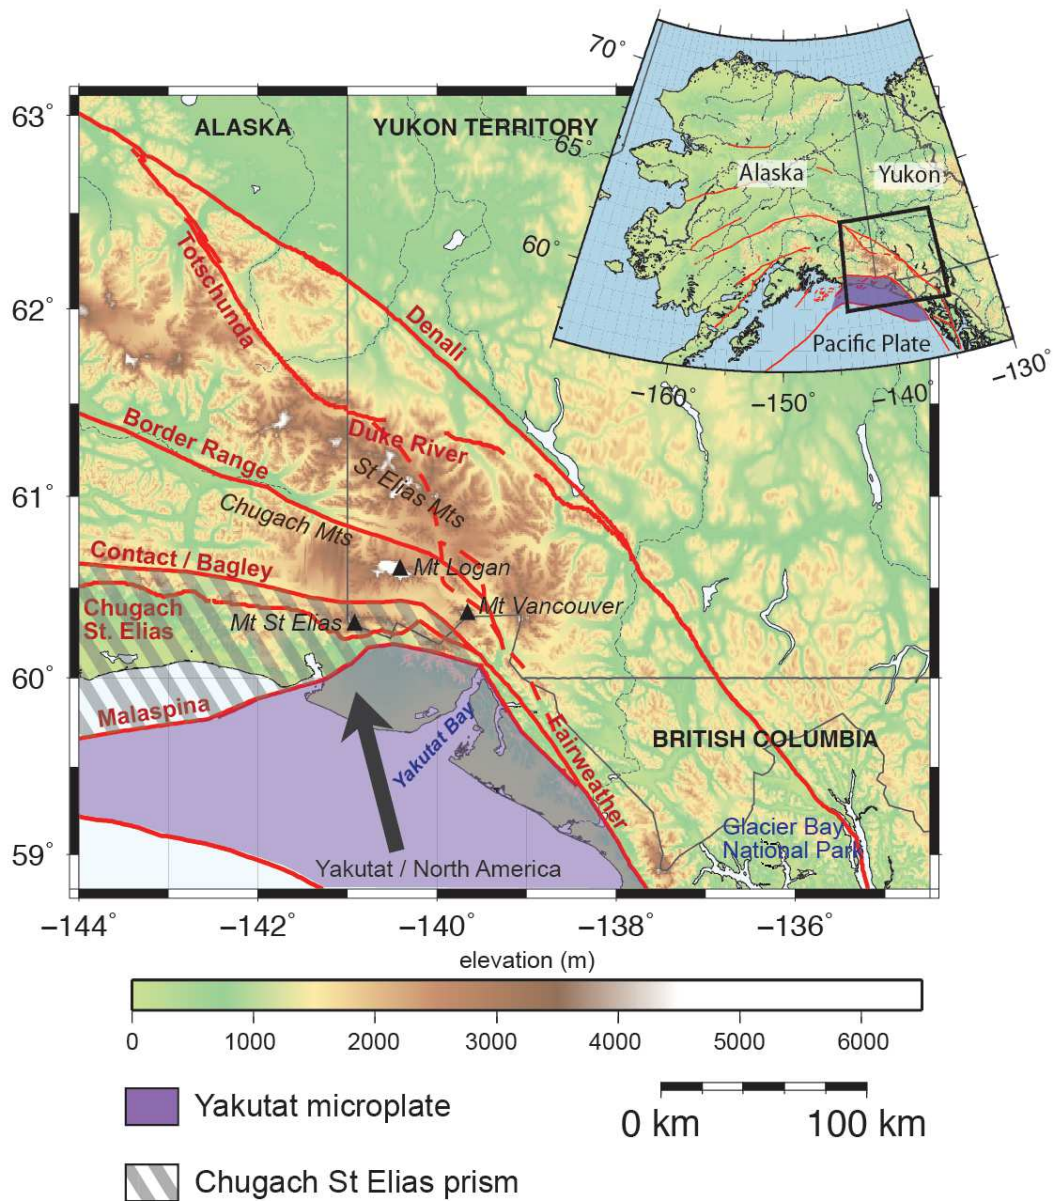 70°
65°
60°
Alaska
Yukon
Pacific Plate
−160°
−150°
−140°
−130°
63°
62°
61°
60°
59°
ALASKA
YUKON TERRITORY
Totschunda
Denali
Duke River
Border Range
St Elias Mts
Chugach Mts
Contact / Bagley
Mt Logan
Chugach
St. Elias
Mt Vancouver
Mt St Elias
Malaspina
Yakutat Bay
Fairweather
BRITISH COLUMBIA
Glacier Bay
National Park
Yakutat / North America
−144°
−142°
−140°
−138°
−136°
elevation (m)
0 1000 2000 3000 4000 5000 6000
Yakutat microplate
0 km 100 km
Chugach St Elias prism